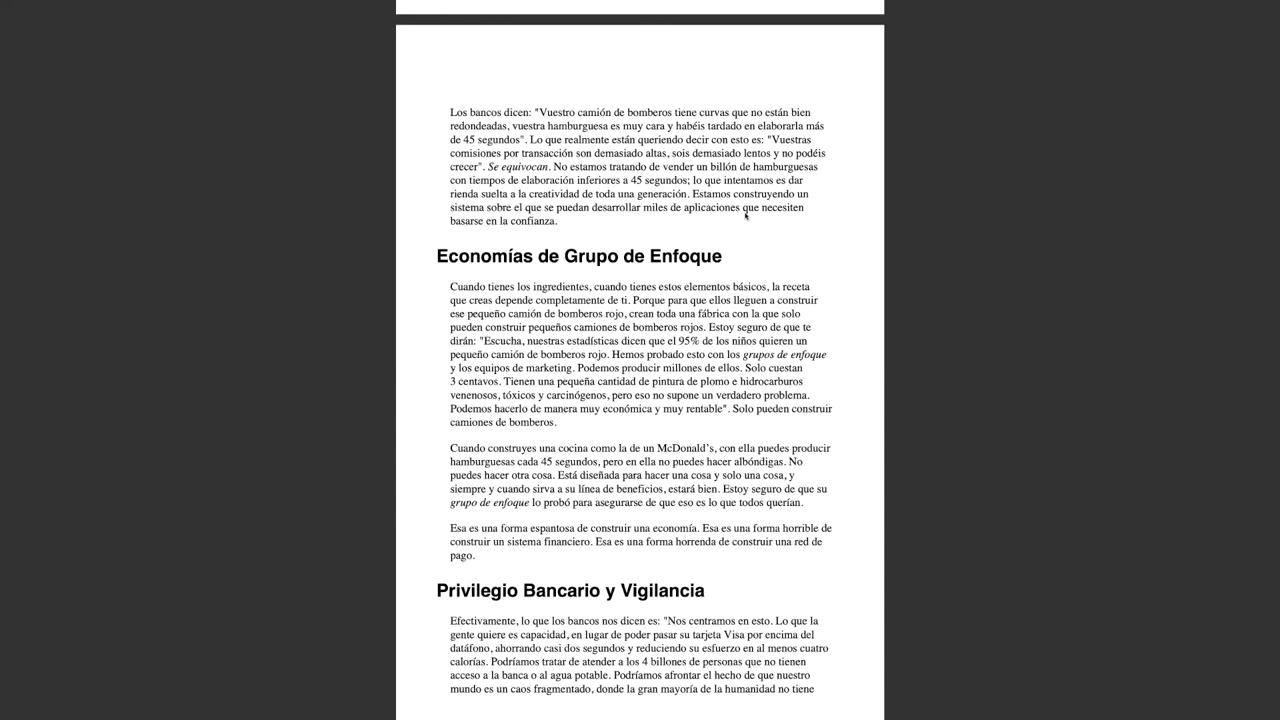 Los bancos dicen: "Vuestro camión de bomberos tiene curvas que no están bien
redondeadas, vuestra hamburguesa es muy cara y habéis tardado en elaborarla más
de 45 segundos". Lo que realmente están queriendo decir con esto es: "Vuestras
comisiones por transacción son demasiado altas, sois demasiado lentos y no podéis
crecer". Se equivocan. No estamos tratando de vender un billón de hamburguesas
con tiempos de elaboración inferiores a 45 segundos; lo que intentamos es dar
rienda suelta a la creatividad de toda una generación. Estamos construyendo un
sistema sobre el que se puedan desarrollar miles de aplicaciones que necesiten
basarse en la confianza.
Economías de Grupo de Enfoque
Cuando tienes los ingredientes, cuando tienes estos elementos básicos, la receta
que creas depende completamente de ti. Porque para que ellos lleguen a construir
ese pequeño camión de bomberos rojo, crean toda una fábrica con la que solo
pueden construir pequeños camiones de bomberos rojos. Estoy seguro de que te
dirán: "Escucha, nuestras estadísticas dicen que el 95% de los niños quieren un
pequeño camión de bomberos rojo. Hemos probado esto con los grupos de enfoque
y los equipos de marketing. Podemos producir millones de ellos. Solo cuestan
3 centavos. Tienen una pequeña cantidad de pintura de plomo e hidrocarburos
venenosos, tóxicos y carcinógenos, pero eso no supone un verdadero problema.
Podemos hacerlo de manera muy económica y muy rentable". Solo pueden construir
camiones de bomberos.
Cuando construyes una cocina como la de un McDonald's, con ella puedes producir
hamburguesas cada 45 segundos, pero en ella no puedes hacer albóndigas. No
puedes hacer otra cosa. Está diseñada para hacer una cosa y solo una cosa, y
siempre y cuando sirva a su línea de beneficios, estará bien. Estoy seguro de que su
grupo de enfoque lo probó para asegurarse de que eso es lo que todos querían.
Esa es una forma espantosa de construir una economía. Esa es una forma horrible de
construir un sistema financiero. Esa es una forma horrenda de construir una red de
pago.
Privilegio Bancario y Vigilancia
Efectivamente, lo que los bancos nos dicen es: "Nos centramos en esto. Lo que la
gente quiere es capacidad, en lugar de poder pasar su tarjeta Visa por encima del
datáfono, ahorrando casi dos segundos y reduciendo su esfuerzo en al menos cuatro
calorías. Podríamos tratar de atender a los 4 billones de personas que no tienen
acceso a la banca o al agua potable. Podríamos afrontar el hecho de que nuestro
mundo es un caos fragmentado, donde la gran mayoría de la humanidad no tiene